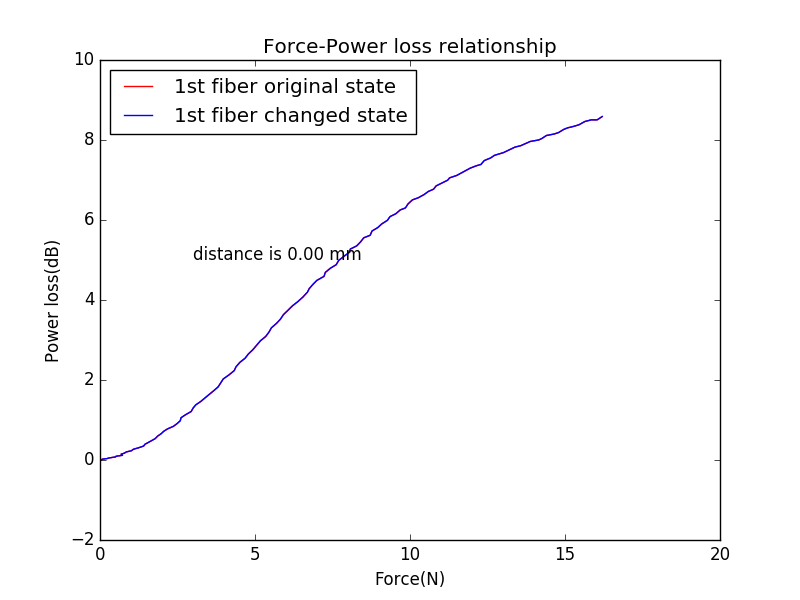 Force-Power loss relationship
1st fiber original state
1st fiber changed state
distance is 0.00 mm
Power loss(dB)
10
8
6
4
2
0
−2
0 5 10 15 20
Force(N)